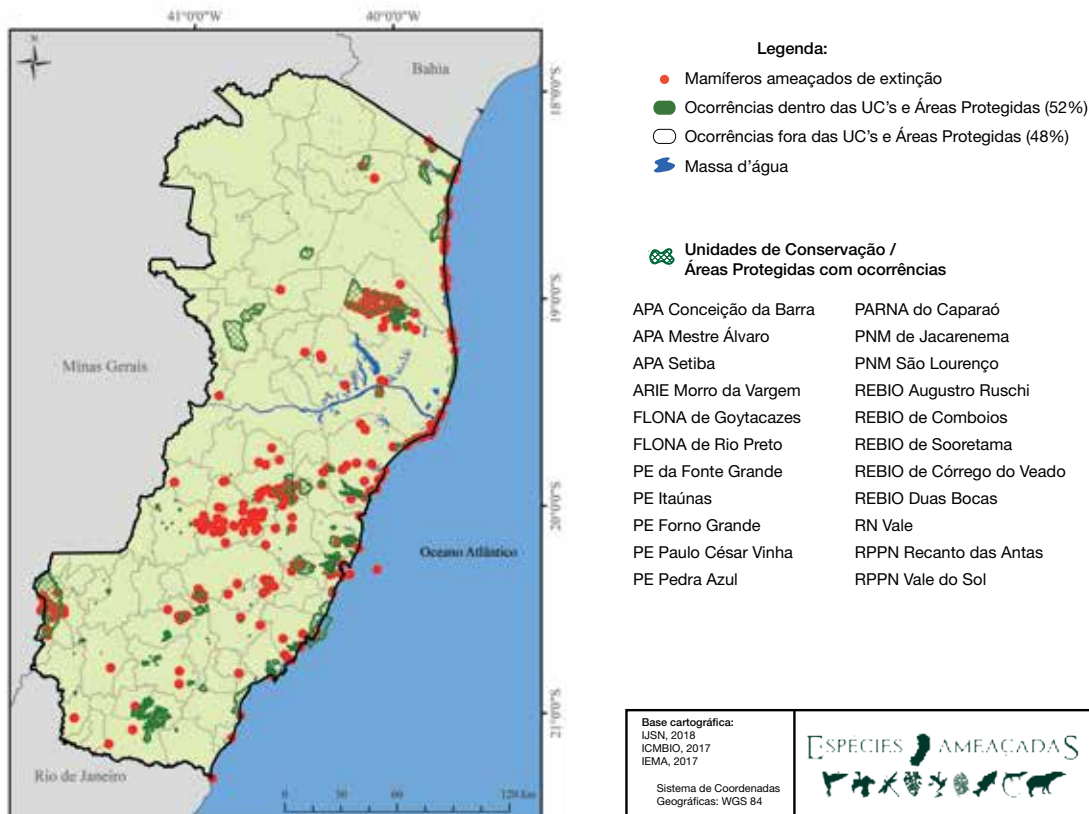 41°0'0"W
40°0'0"W
N
Bahia
18°0'0"S
19°0'0"S
Minas Gerais
20°0'0"S
Oceano Atlântico
21°0'0"S
Rio de Janeiro
0 30 60 120 km
Legenda:
Mamíferos ameaçados de extinção
Ocorrências dentro das UC's e Áreas Protegidas (52%)
Ocorrências fora das UC's e Áreas Protegidas (48%)
Massa d'água
Unidades de Conservação /
Áreas Protegidas com ocorrências
APA Conceição da Barra
APA Mestre Álvaro
APA Setiba
ARIE Morro da Vargem
FLONA de Goytacazes
FLONA de Rio Preto
PE da Fonte Grande
PE Itaúnas
PE Forno Grande
PE Paulo César Vinha
PE Pedra Azul
PARNA do Caparaó
PNM de Jacarenema
PNM São Lourenço
REBIO Augustro Ruschi
REBIO de Comboios
REBIO de Sooretama
REBIO de Córrego do Veado
REBIO Duas Bocas
RN Vale
RPPN Recanto das Antas
RPPN Vale do Sol
Base cartográfica:
IJSN, 2018
ICMBIO, 2017
IEMA, 2017
Sistema de Coordenadas
Geográficas: WGS 84
ESPÉCIES AMEAÇADAS